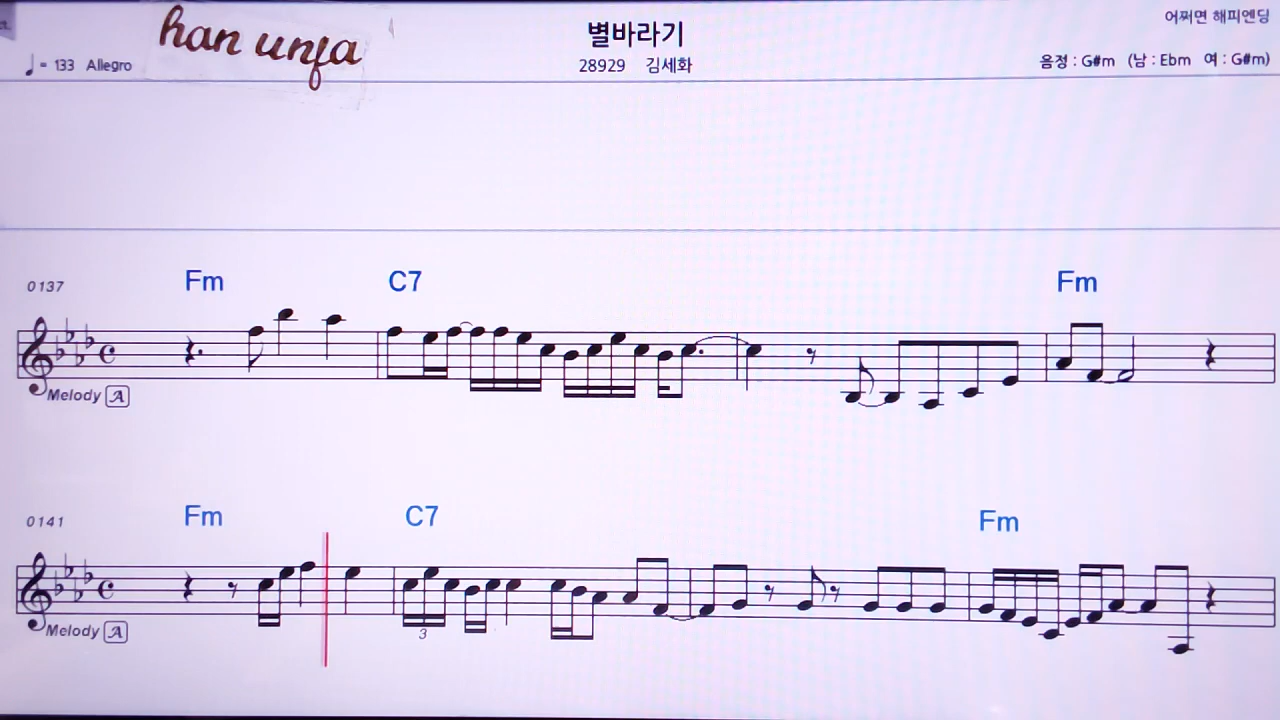 어쩌면 해피엔딩
han unfa
별바라기
♩= 133 Allegro
28929 김세화
음정 : G#m (남 : Ebm 여 : G#m)
0137 Fm C7 Fm
Melody A
0141 Fm C7 Fm
3
Melody A